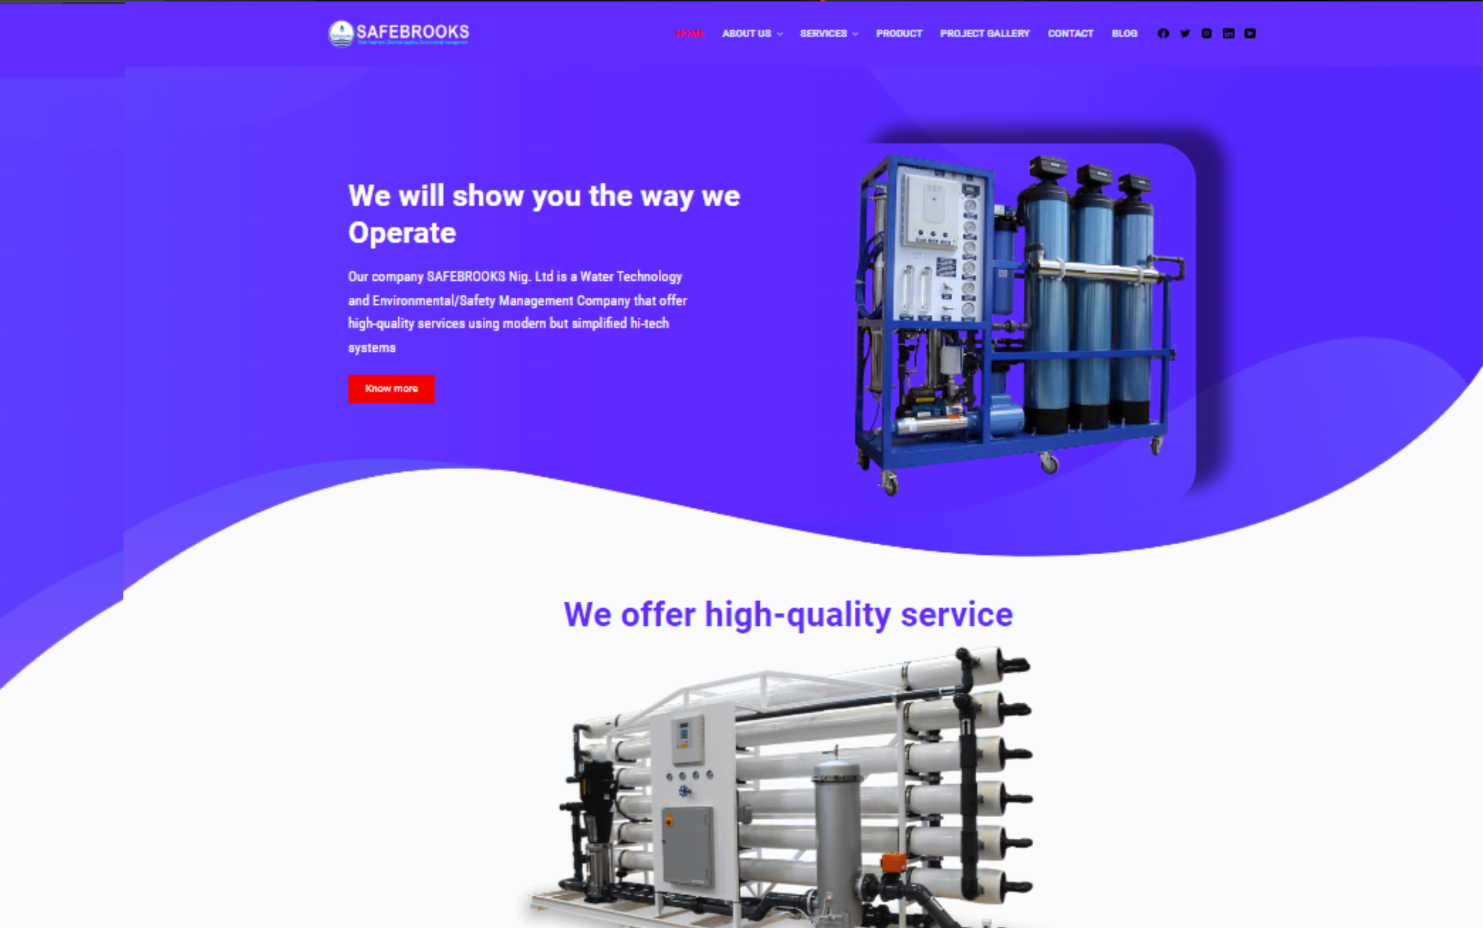 SAFEBROOKS
HOME ABOUT US SERVICES PRODUCT PROJECT GALLERY CONTACT BLOG
We will show you the way we
Operate
Our company SAFEBROOKS Nig. Ltd is a Water Technology
and Environmental/Safety Management Company that offer
high-quality services using modern but simplified hi-tech
systems
Know more
We offer high-quality service